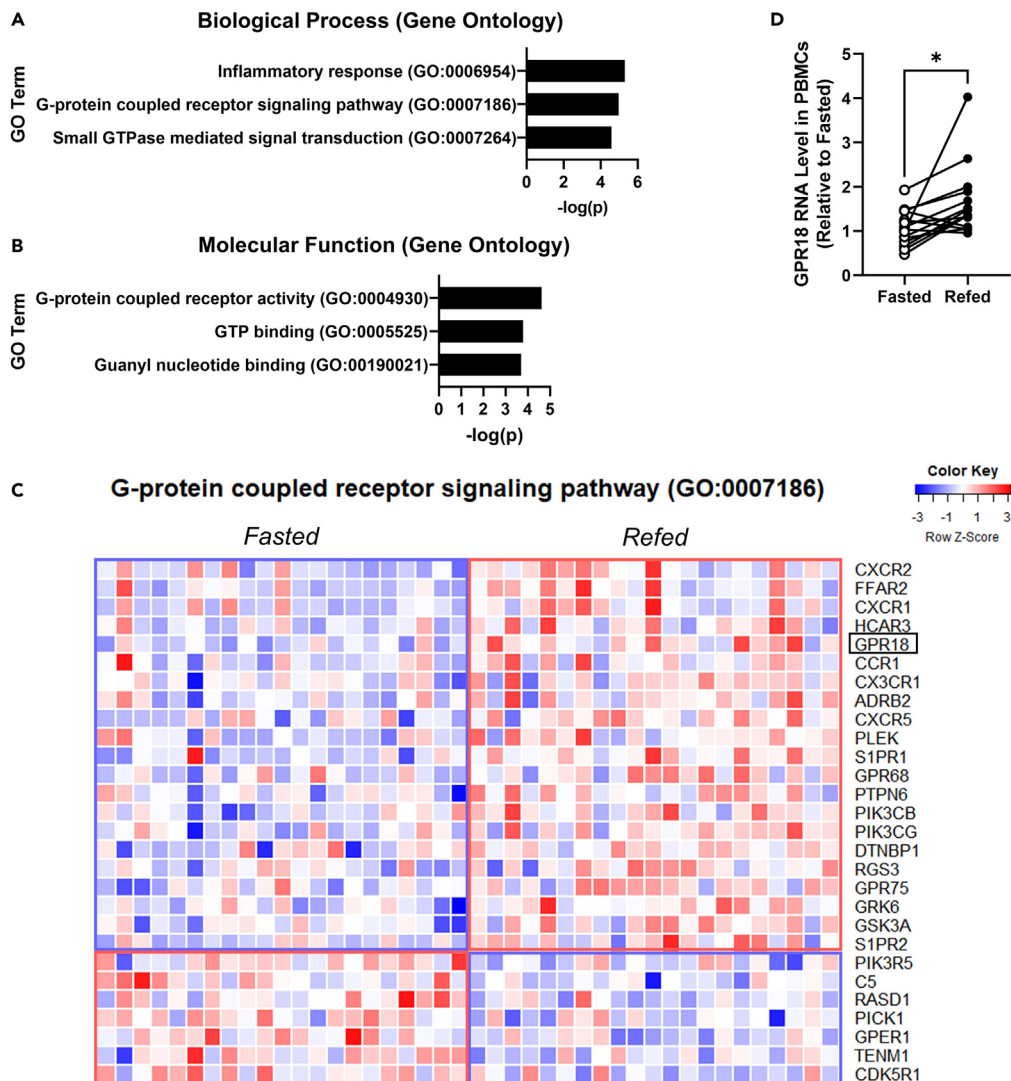 A
Biological Process (Gene Ontology)
GO Term
Inflammatory response (GO:0006954)
G-protein coupled receptor signaling pathway (GO:0007186)
Small GTPase mediated signal transduction (GO:0007264)
0 2 4 6
-log(p)
B
Molecular Function (Gene Ontology)
GO Term
G-protein coupled receptor activity (GO:0004930)
GTP binding (GO:0005525)
Guanyl nucleotide binding (GO:00190021)
0 1 2 3 4 5
-log(p)
D
GPR18 RNA Level in PBMCs
(Relative to Fasted)
5
4
3
2
1
0
*
Fasted Refed
C
G-protein coupled receptor signaling pathway (GO:0007186)
Color Key
-3 -1 1 3
Row Z-Score
Fasted Refed
CXCR2
FFAR2
CXCR1
HCAR3
GPR18
CCR1
CX3CR1
ADRB2
CXCR5
PLEK
S1PR1
GPR68
PTPN6
PIK3CB
PIK3CG
DTNBP1
RGS3
GPR75
GRK6
GSK3A
S1PR2
PIK3R5
C5
RASD1
PICK1
GPER1
TENM1
CDK5R1